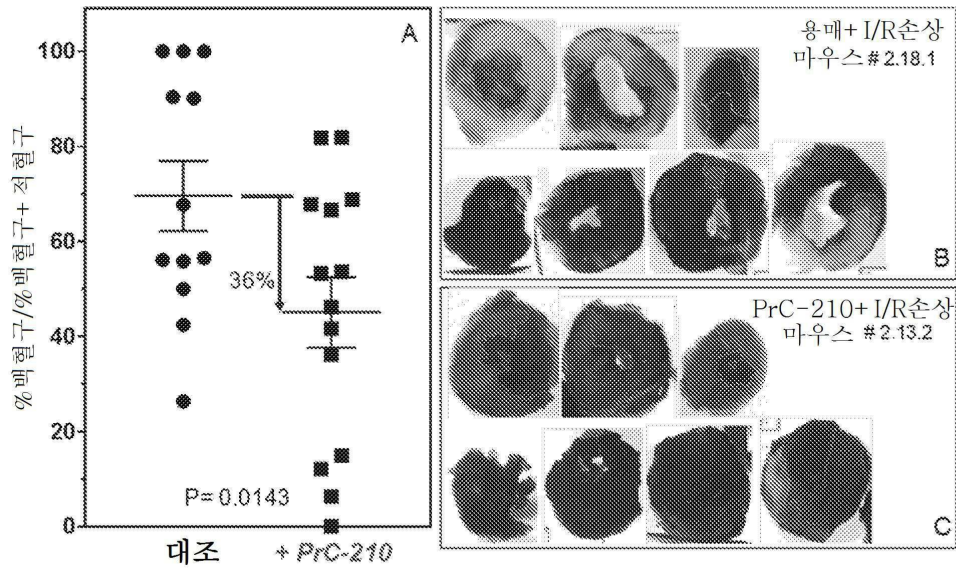 A
100
80
60
40
20
0
%백혈구/%백혈구+ 적혈구
36%
P= 0.0143
대조
+ PrC-210
용매+ I/R손상
마우스 # 2.18.1
B
PrC-210+ I/R손상
마우스 # 2.13.2
C